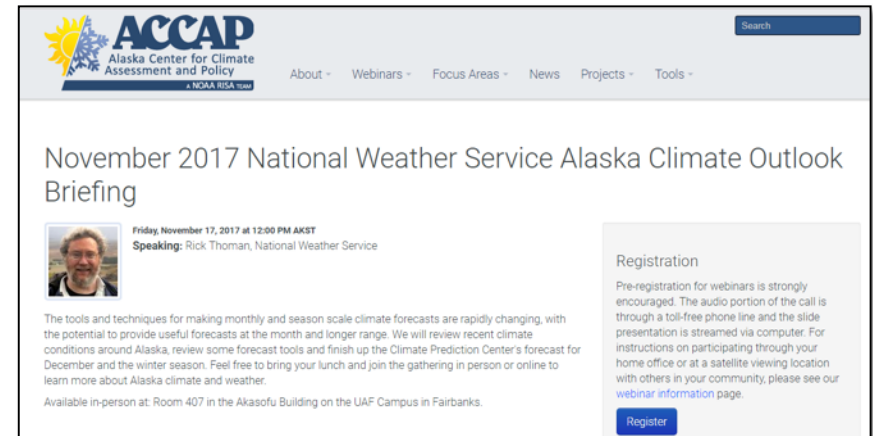 ACCAP
Alaska Center for Climate
Assessment and Policy
A NOAA RISA TEAM
Search
About Webinars Focus Areas News Projects Tools
November 2017 National Weather Service Alaska Climate Outlook
Briefing
Friday, November 17, 2017 at 12:00 PM AKST
Speaking: Rick Thoman, National Weather Service
The tools and techniques for making monthly and season scale climate forecasts are rapidly changing, with
the potential to provide useful forecasts at the month and longer range. We will review recent climate
conditions around Alaska, review some forecast tools and finish up the Climate Prediction Center's forecast for
December and the winter season. Feel free to bring your lunch and join the gathering in person or online to
learn more about Alaska climate and weather.
Available in-person at: Room 407 in the Akasofu Building on the UAF Campus in Fairbanks.
Registration
Pre-registration for webinars is strongly
encouraged. The audio portion of the call is
through a toll-free phone line and the slide
presentation is streamed via computer. For
instructions on participating through your
home office or at a satellite viewing location
with others in your community, please see our
webinar information page.
Register